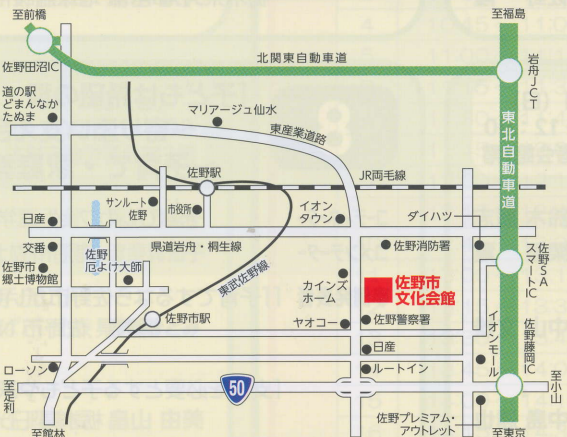 至前橋
至福島
北関東自動車道
佐野田沼IC
岩舟JCT
道の駅
どまんなか
たぬま
マリアージュ仙水
東産業道路
東北自動車道
佐野駅
JR両毛線
サンルート
佐野
市役所
イオン
タウン
ダイハツ
日産
交番
佐野市
郷土博物館
佐野
厄よけ大師
県道岩舟・桐生線
佐野消防署
佐野SA
スマートIC
東武佐野線
カインズ
ホーム
佐野市
文化会館
佐野市駅
ヤオコー
佐野警察署
イオンモール
佐野藤岡IC
日産
ローソン
ルートイン
至足利
50
至小山
佐野プレミアム・
アウトレット
至館林
至東京